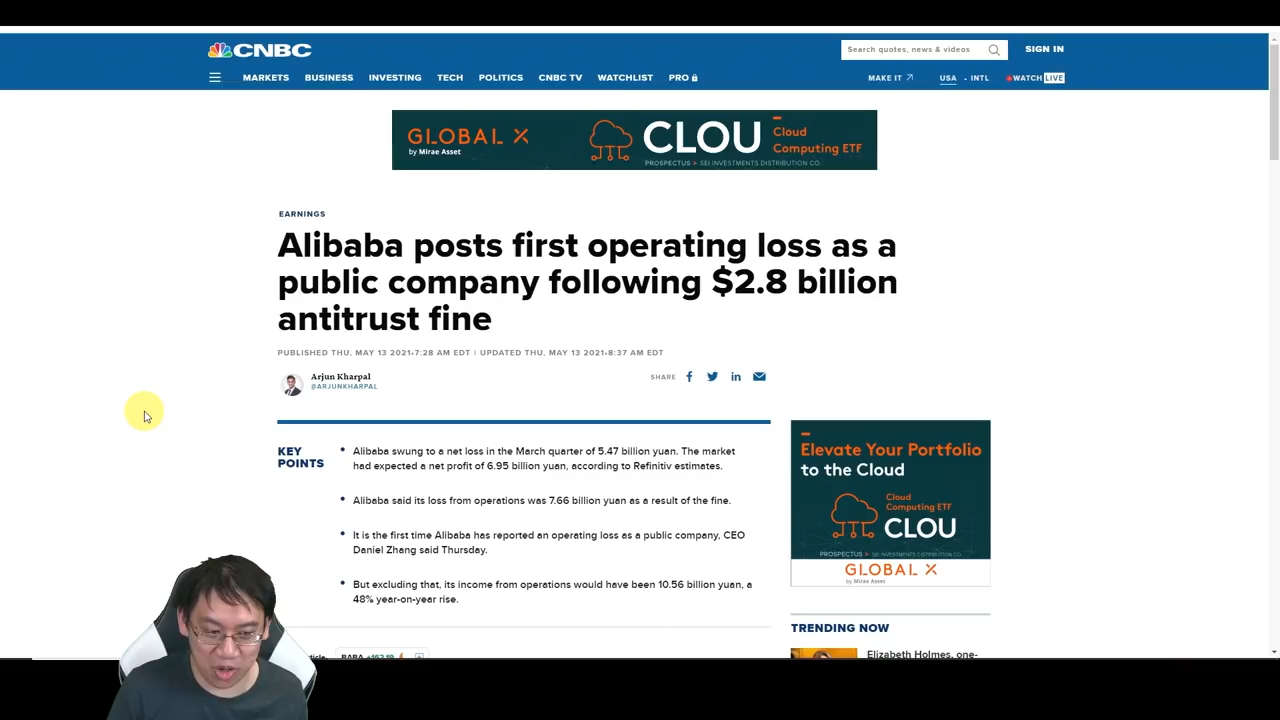 CNBC
Search quotes, news & videos
SIGN IN
MARKETS BUSINESS INVESTING TECH POLITICS CNBC TV WATCHLIST PRO
MAKE IT USA • INTL WATCH LIVE
GLOBAL X
by Mirae Asset
CLOU
Cloud
Computing ETF
PROSPECTUS > SEI INVESTMENTS DISTRIBUTION CO.
EARNINGS
Alibaba posts first operating loss as a
public company following $2.8 billion
antitrust fine
PUBLISHED THU, MAY 13 2021•7:28 AM EDT | UPDATED THU, MAY 13 2021•8:37 AM EDT
Arjun Kharpal
@ARJUNKHARPAL
SHARE
KEY
POINTS
• Alibaba swung to a net loss in the March quarter of 5.47 billion yuan. The market
had expected a net profit of 6.95 billion yuan, according to Refinitiv estimates.
• Alibaba said its loss from operations was 7.66 billion yuan as a result of the fine.
• It is the first time Alibaba has reported an operating loss as a public company, CEO
Daniel Zhang said Thursday.
• But excluding that, its income from operations would have been 10.56 billion yuan, a
48% year-on-year rise.
Elevate Your Portfolio
to the Cloud
Cloud
Computing ETF
CLOU
PROSPECTUS > SEI INVESTMENTS DISTRIBUTION CO.
GLOBAL X
by Mirae Asset
TRENDING NOW
Elizabeth Holmes, one-